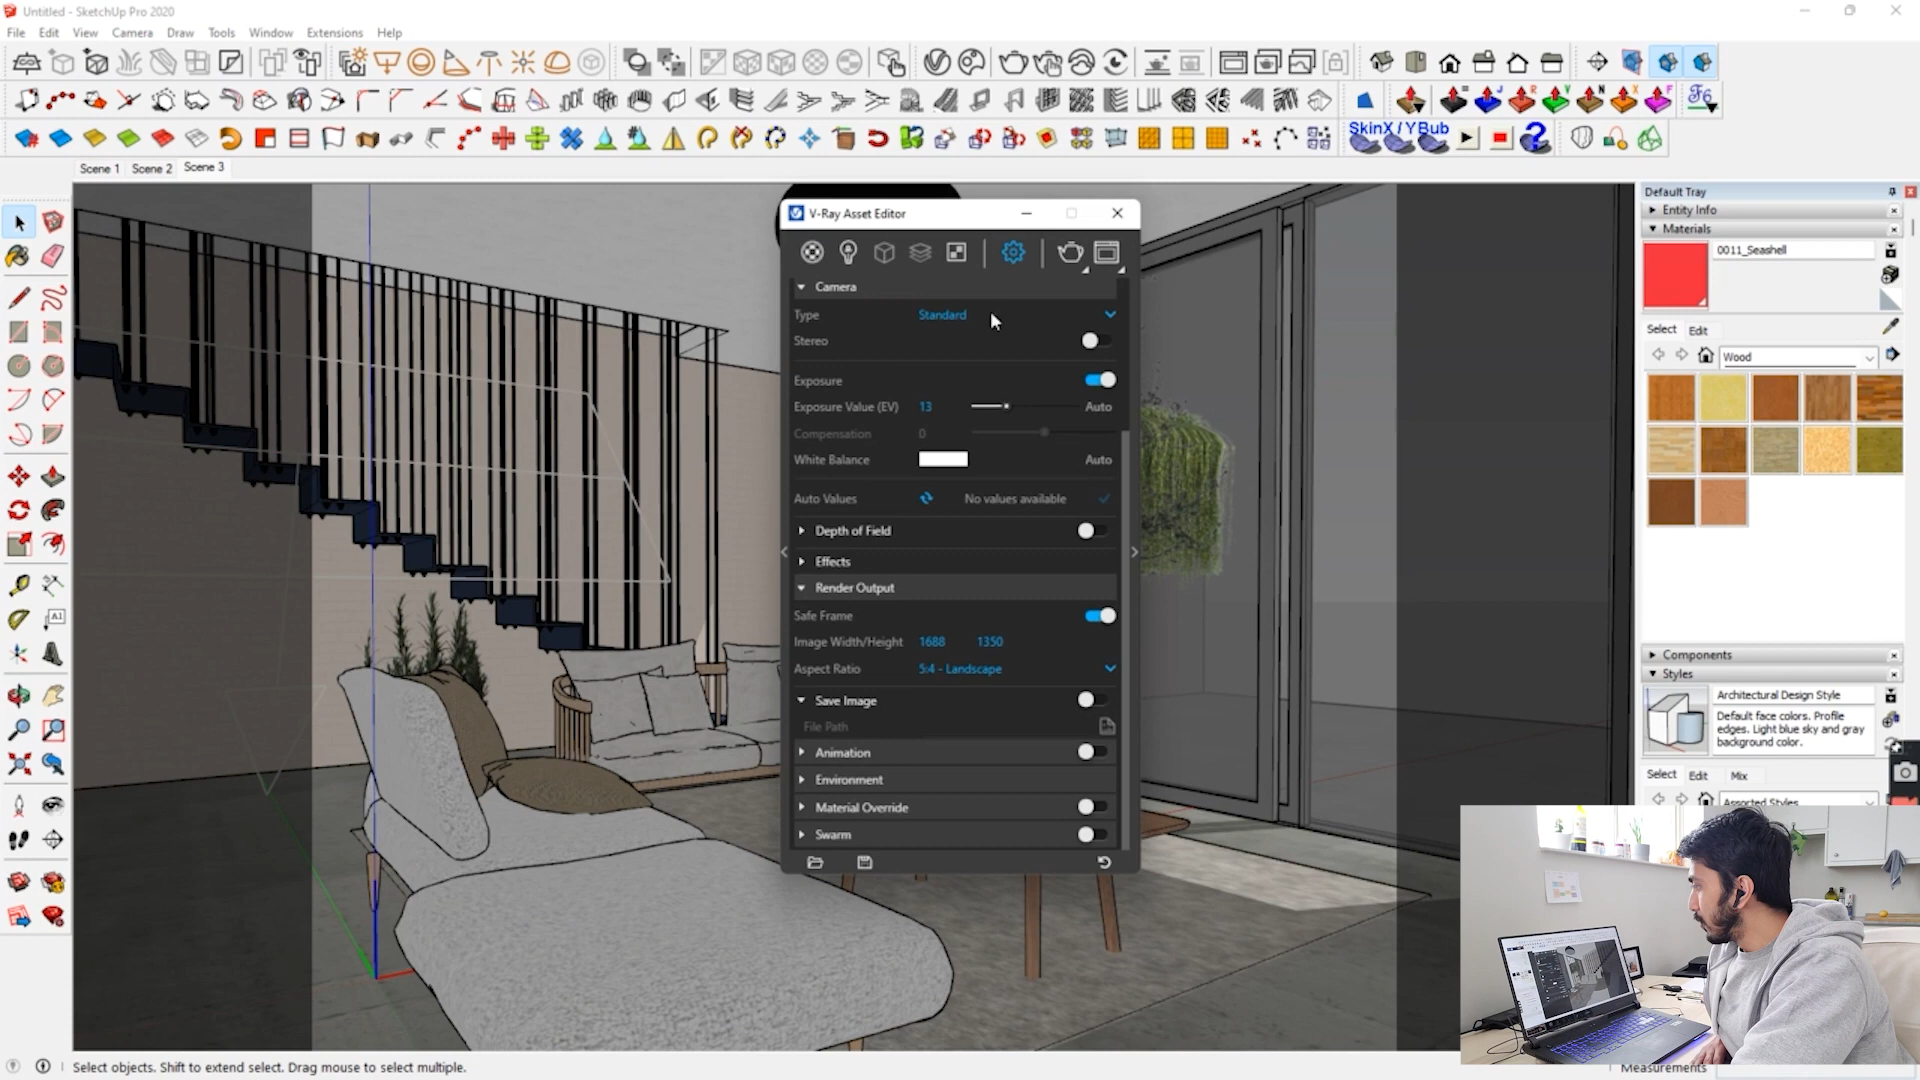 Untitled - SketchUp Pro 2020
File Edit View Camera Draw Tools Window Extensions Help
F6
SkinX / YBub
Scene 1 Scene 2 Scene 3
V-Ray Asset Editor
Camera
Type Standard
Stereo
Exposure
Exposure Value (EV) 13 Auto
Compensation 0
White Balance Auto
Auto Values No values available
Depth of Field
Effects
Render Output
Safe Frame
Image Width/Height 1688 1350
Aspect Ratio 5:4 - Landscape
Save Image
File Path
Animation
Environment
Material Override
Swarm
Default Tray
Entity Info
Materials
0011_Seashell
Select Edit
Wood
Components
Styles
Architectural Design Style
Default face colors. Profile
edges. Light blue sky and gray
background color.
Select Edit Mix
Assorted Styles
Select objects. Shift to extend select. Drag mouse to select multiple.
Measurements